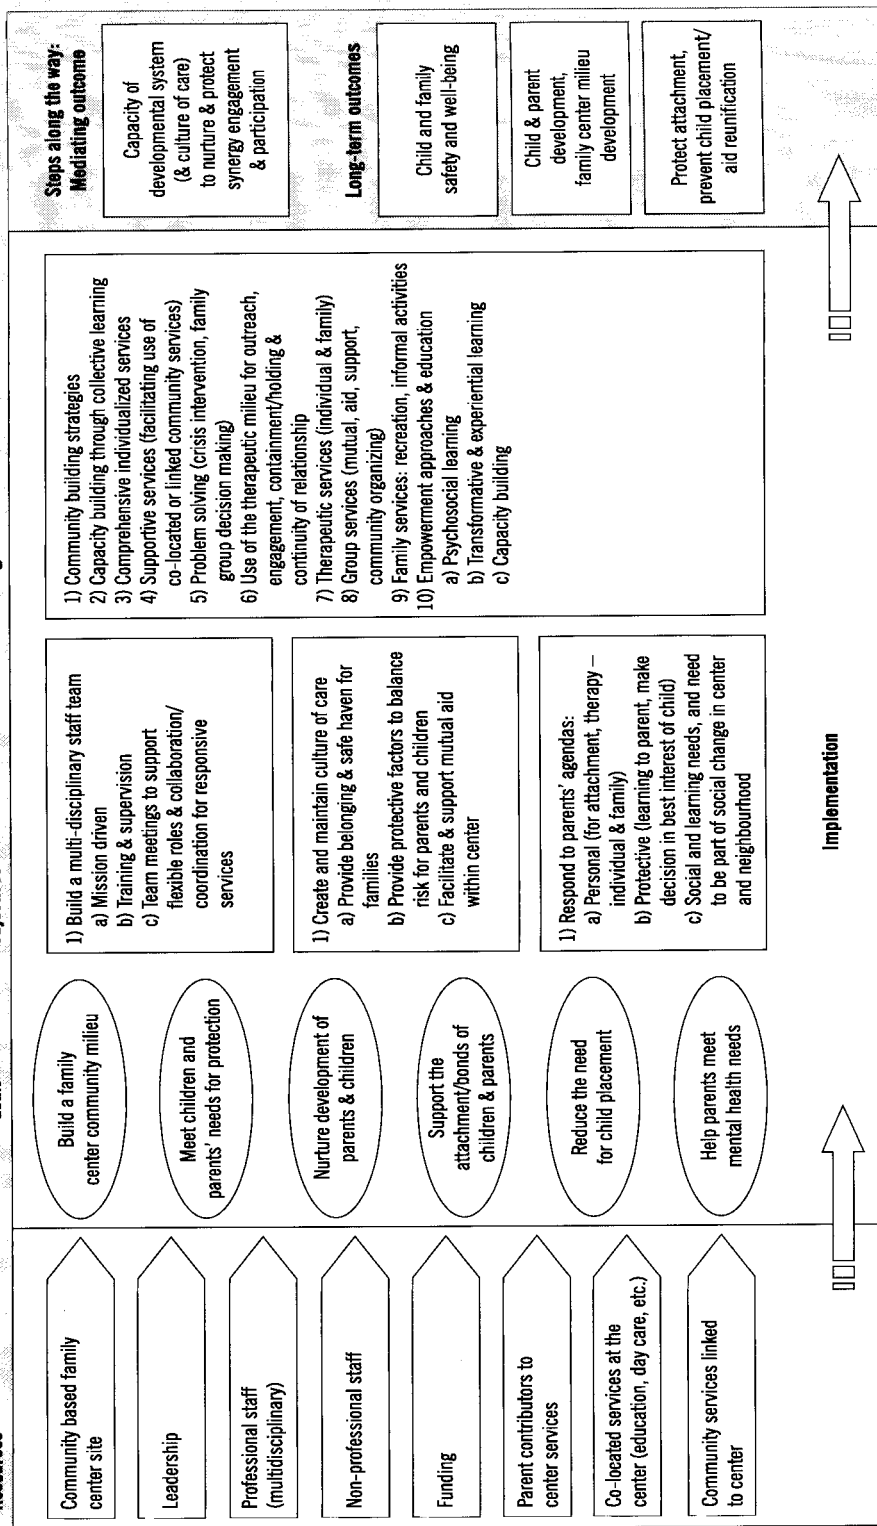 Resources
Community based family
center site
Leadership
Professional staff
(multidisciplinary)
Non-professional staff
Funding
Parent contributors to
center services
Co-located services at the
center (education, day care, etc.)
Community services linked
to center
Build a family
center community milieu
Meet children and
parents' needs for protection
Nurture development of
parents & children
Support the
attachment/bonds of
children & parents
Reduce the need
for child placement
Help parents meet
mental health needs
1) Build a multi-disciplinary staff team
a) Mission driven
b) Training & supervision
c) Team meetings to support
flexible roles & collaboration/
coordination for responsive
services
1) Create and maintain culture of care
a) Provide belonging & safe haven for
families
b) Provide protective factors to balance
risk for parents and children
c) Facilitate & support mutual aid
within center
1) Respond to parents' agendas:
a) Personal (for attachment, therapy –
individual & family)
b) Protective (learning to parent, make
decision in best interest of child)
c) Social and learning needs, and need
to be part of social change in center
and neighbourhood
1) Community building strategies
2) Capacity building through collective learning
3) Comprehensive individualized services
4) Supportive services (facilitating use of
co-located or linked community services)
5) Problem solving (crisis intervention, family
group decision making)
6) Use of the therapeutic milieu for outreach,
engagement, containment/holding &
continuity of relationship
7) Therapeutic services (individual & family)
8) Group services (mutual, aid, support,
community organizing)
9) Family services: recreation, informal activities
10) Empowerment approaches & education
a) Psychosocial learning
b) Transformative & experiential learning
c) Capacity building
Implementation
Steps along the way:
Mediating outcome
Capacity of
developmental system
(& culture of care)
to nurture & protect
synergy engagement
& participation
Long-term outcomes
Child and family
safety and well-being
Child & parent
development,
family center milieu
development
Protect attachment,
prevent child placement/
aid reunification